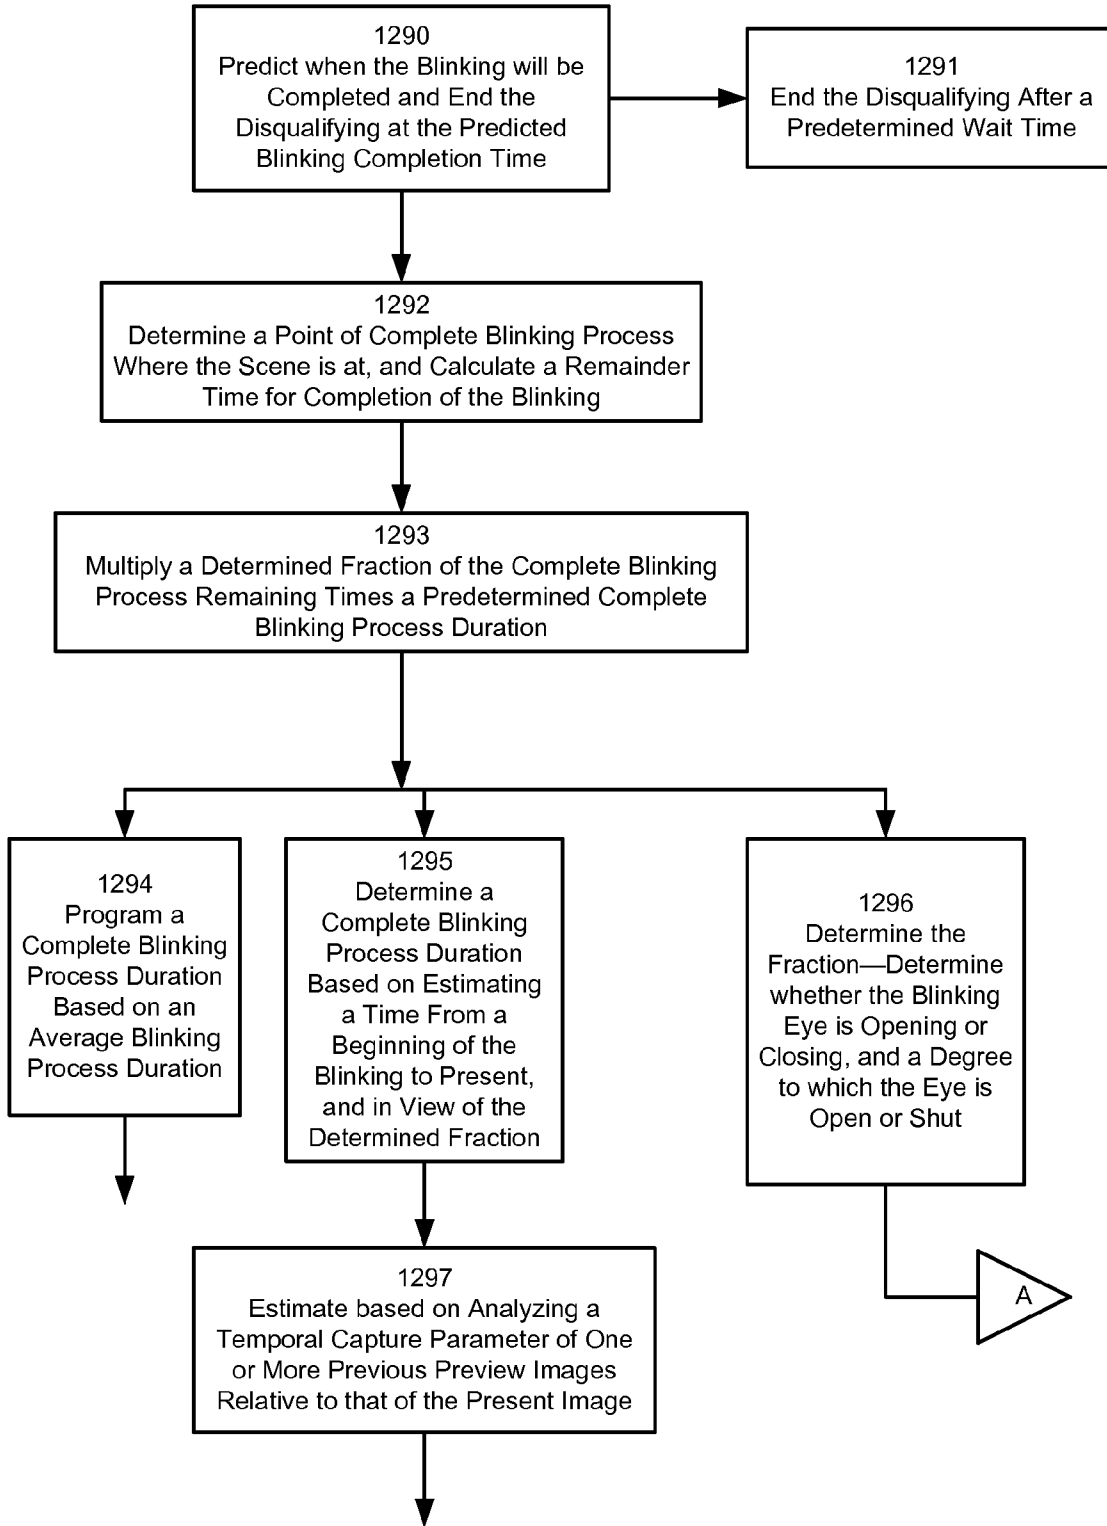 1290
Predict when the Blinking will be
Completed and End the
Disqualifying at the Predicted
Blinking Completion Time
1291
End the Disqualifying After a
Predetermined Wait Time
1292
Determine a Point of Complete Blinking Process
Where the Scene is at, and Calculate a Remainder
Time for Completion of the Blinking
1293
Multiply a Determined Fraction of the Complete Blinking
Process Remaining Times a Predetermined Complete
Blinking Process Duration
1294
Program a
Complete Blinking
Process Duration
Based on an
Average Blinking
Process Duration
1295
Determine a
Complete Blinking
Process Duration
Based on Estimating
a Time From a
Beginning of the
Blinking to Present,
and in View of the
Determined Fraction
1296
Determine the
Fraction—Determine
whether the Blinking
Eye is Opening or
Closing, and a Degree
to which the Eye is
Open or Shut
1297
Estimate based on Analyzing a
Temporal Capture Parameter of One
or More Previous Preview Images
Relative to that of the Present Image
A